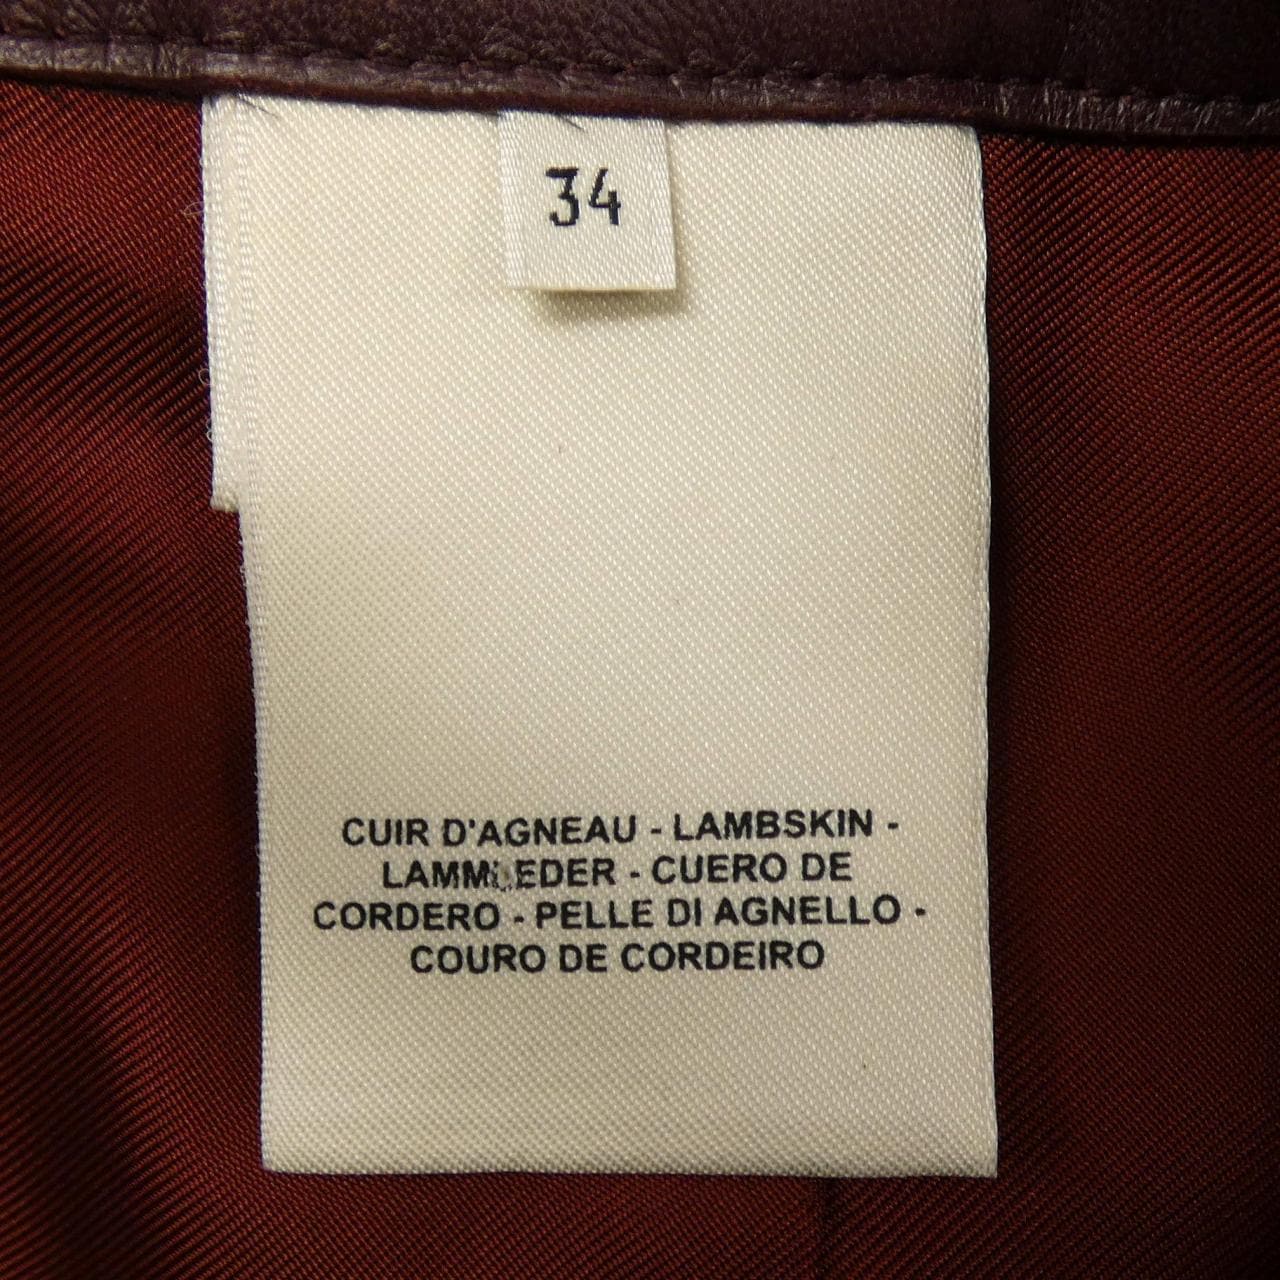 34
CUIR D'AGNEAU - LAMBSKIN -
LAMMLEDER - CUERO DE
CORDERO - PELLE DI AGNELLO -
COURO DE CORDEIRO